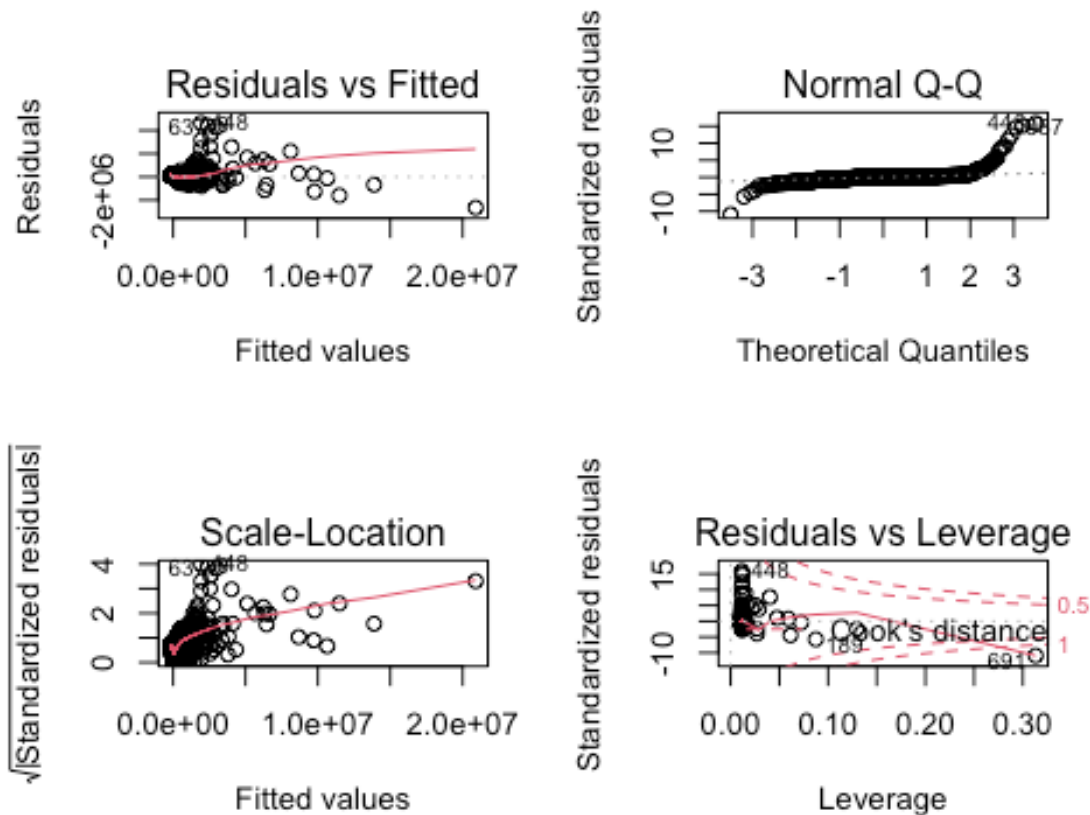 Residuals vs Fitted
Residuals
448
-2e+06
0.0e+00 1.0e+07 2.0e+07
Fitted values
Normal Q-Q
Standardized residuals
10
-10
-3 -1 1 2 3
Theoretical Quantiles
Scale-Location
√|Standardized residuals|
448
4
2
0
0.0e+00 1.0e+07 2.0e+07
Fitted values
Residuals vs Leverage
Standardized residuals
448
15
-10
0.5
Cook's distance
1
189
691
0.00 0.10 0.20 0.30
Leverage